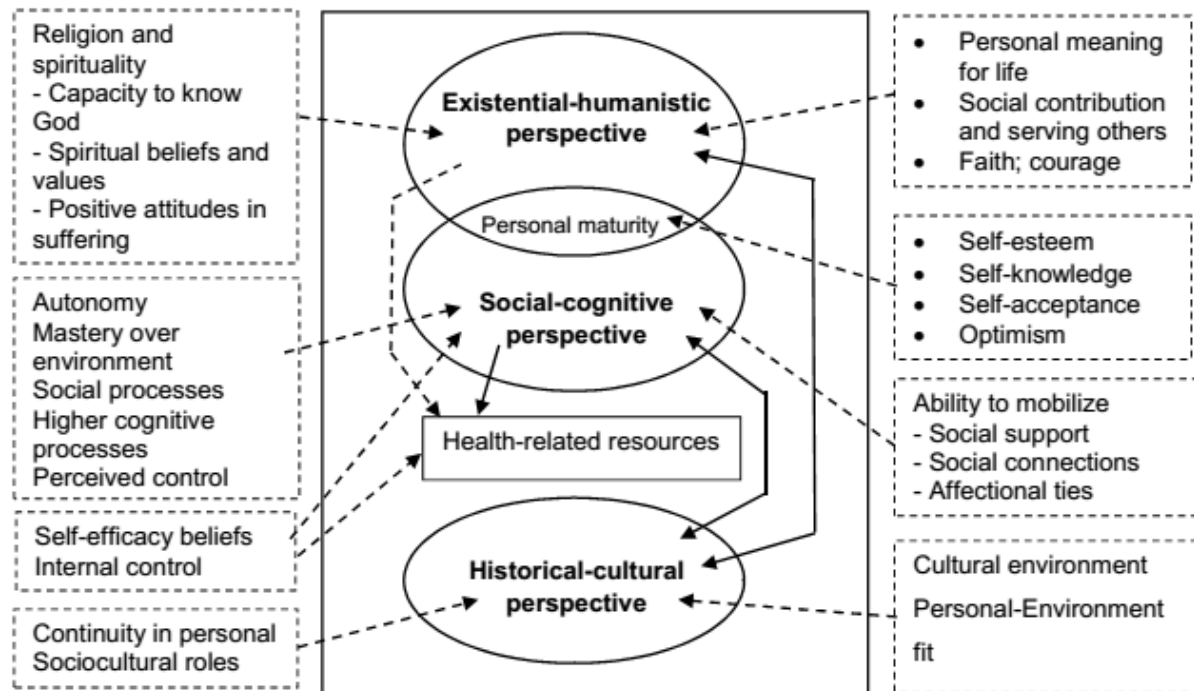 Religion and
spirituality
- Capacity to know
God
- Spiritual beliefs and
values
- Positive attitudes in
suffering
Autonomy
Mastery over
environment
Social processes
Higher cognitive
processes
Perceived control
Self-efficacy beliefs
Internal control
Continuity in personal
Sociocultural roles
Existential-humanistic
perspective
Personal maturity
Social-cognitive
perspective
Health-related resources
Historical-cultural
perspective
• Personal meaning
for life
• Social contribution
and serving others
• Faith; courage
• Self-esteem
• Self-knowledge
• Self-acceptance
• Optimism
Ability to mobilize
- Social support
- Social connections
- Affectional ties
Cultural environment
Personal-Environment
fit